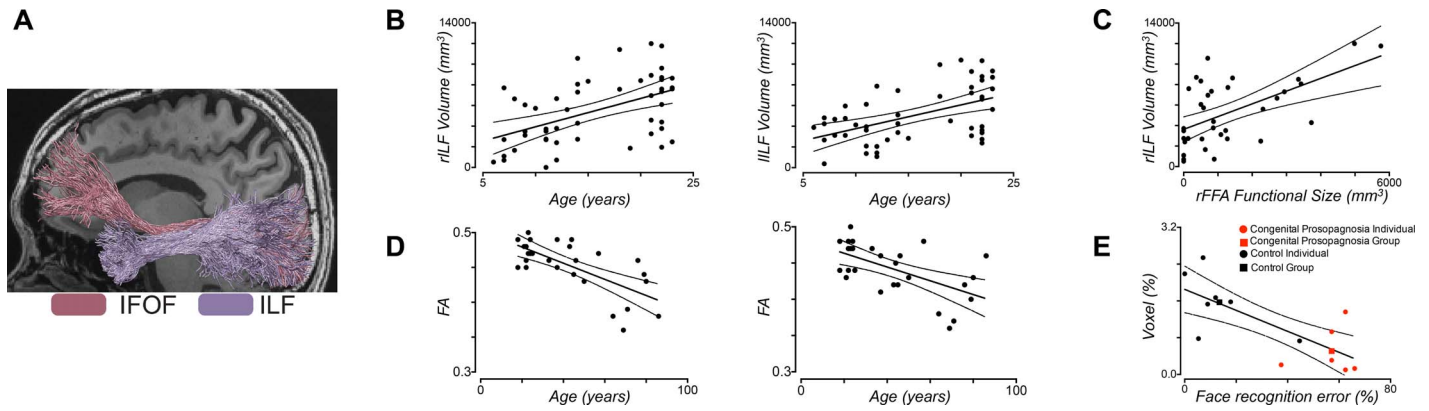 A
IFOF
ILF
B
14000
rILF Volume (mm³)
0
5
25
Age (years)
14000
lILF Volume (mm³)
0
5
25
Age (years)
C
14000
rILF Volume (mm³)
0
0
6000
rFFA Functional Size (mm³)
D
0.5
FA
0.3
0
100
Age (years)
0.5
FA
0.3
0
100
Age (years)
E
3.2
Voxel (%)
0.0
0
80
Face recognition error (%)
Congenital Prosopagnosia Individual
Congenital Prosopagnosia Group
Control Individual
Control Group